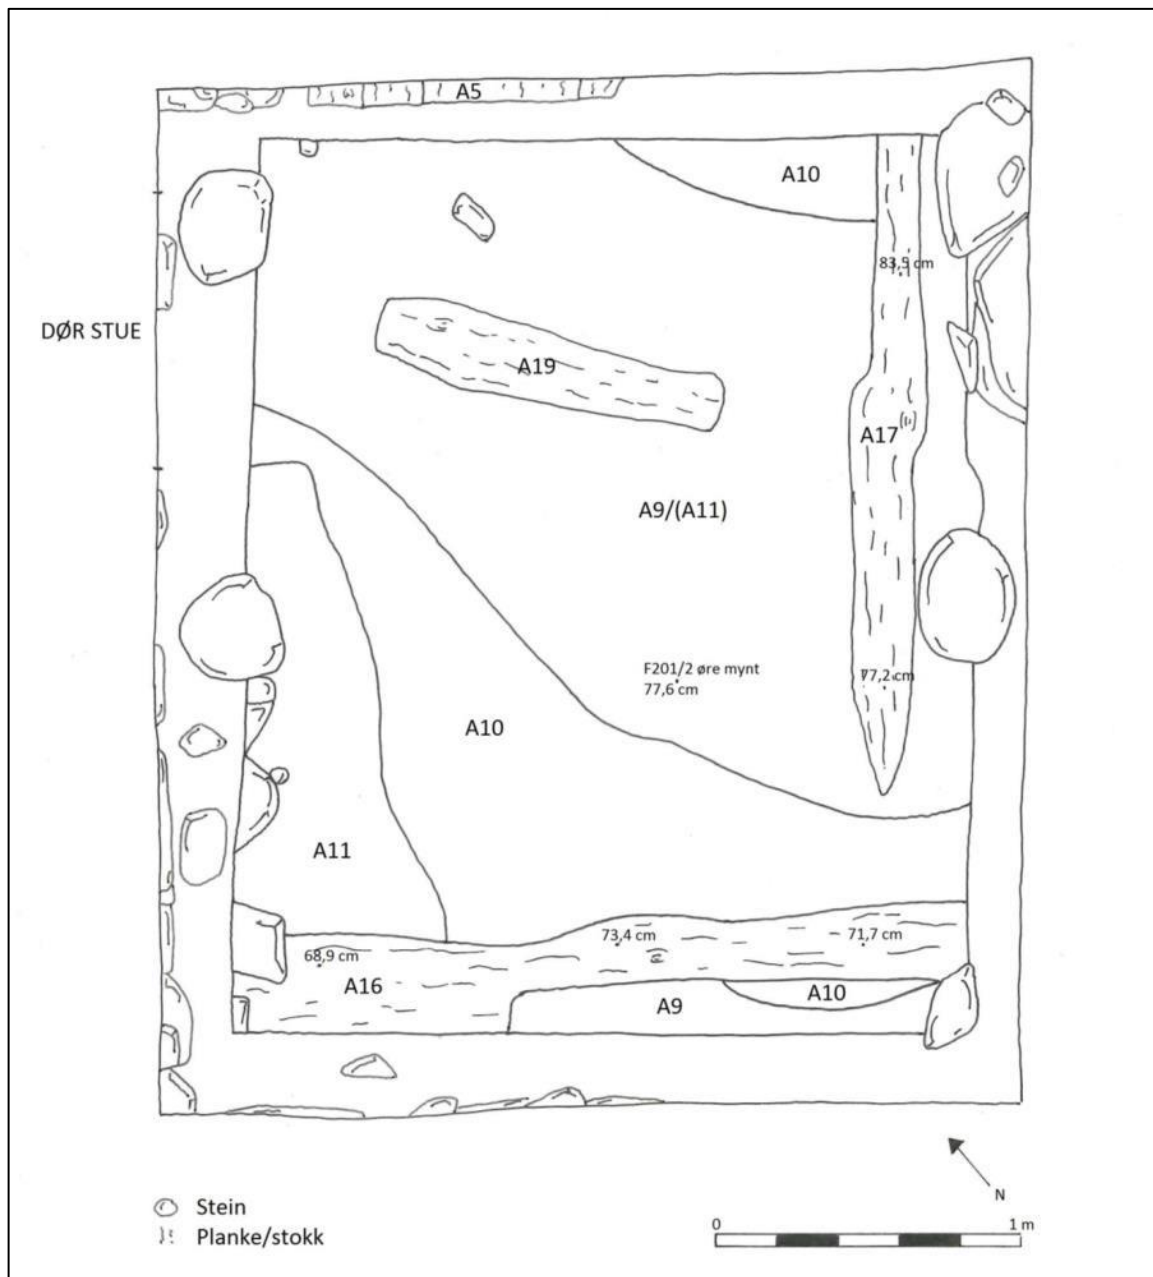 A5
A10
83,5 cm
DØR STUE
A19
A17
A9/(A11)
F201/2 øre mynt
77,6 cm
77,2 cm
A10
A11
73,4 cm
71,7 cm
68,9 cm
A16
A10
A9
N
Stein
Planke/stokk
0
1 m